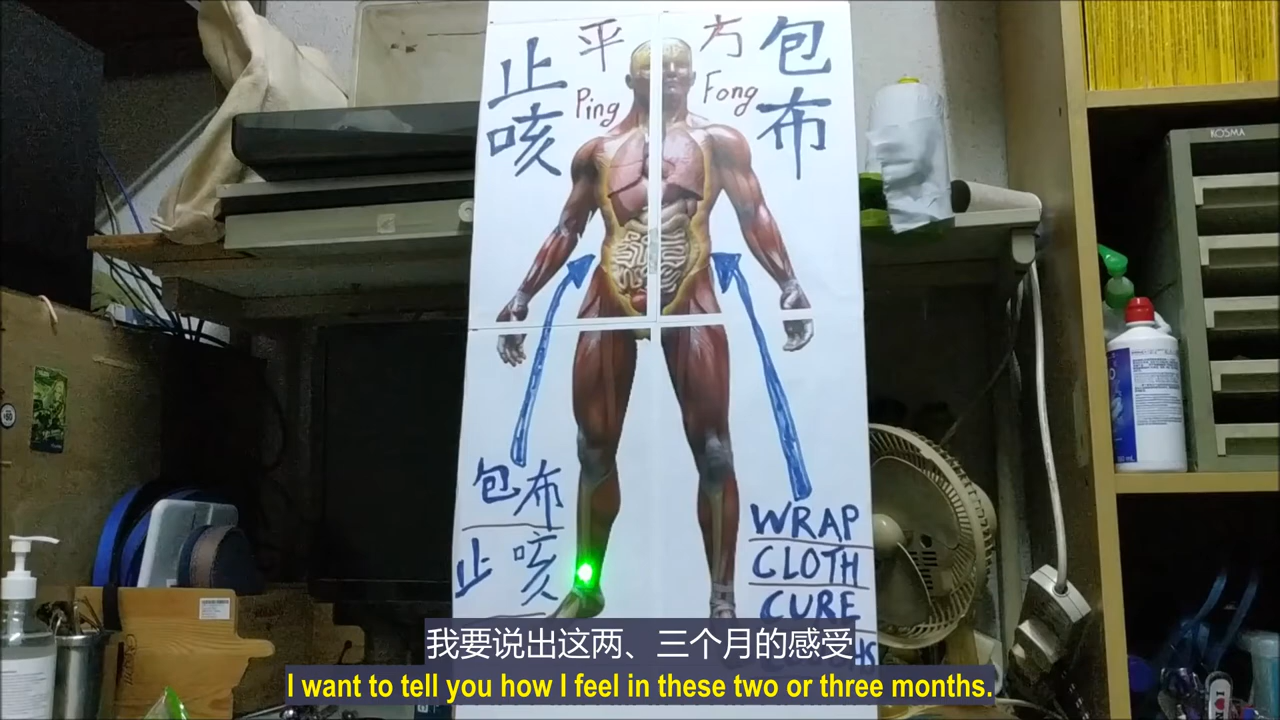 平 方
Ping Fong
止咳
包布
包布
止咳
WRAP
CLOTH
CURE
KOSMA
我要说出这两、三个月的感受
I want to tell you how I feel in these two or three months.